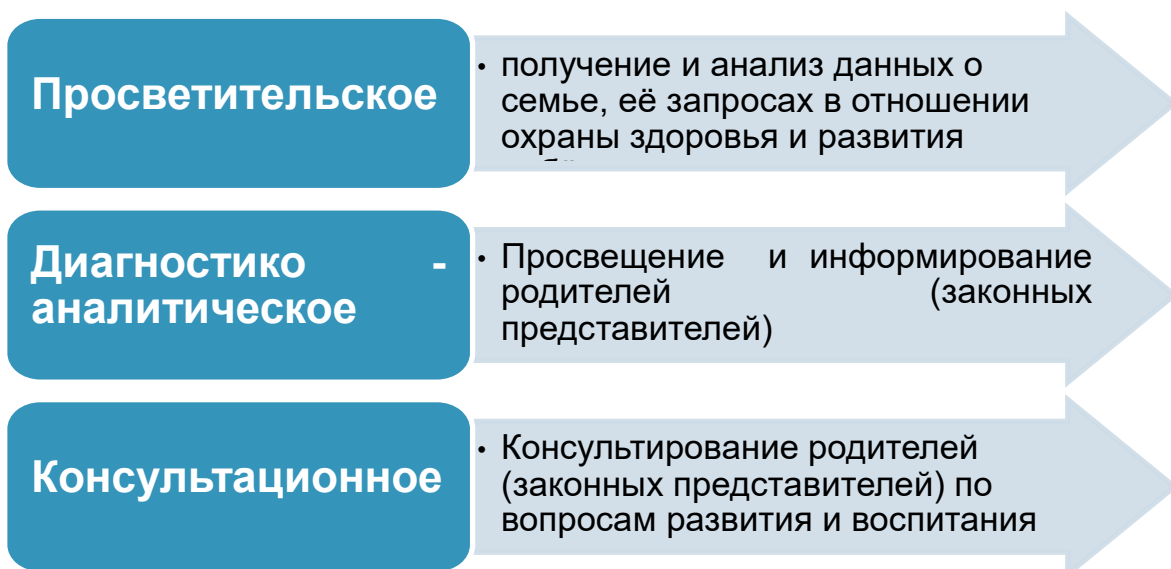 Просветительское
• получение и анализ данных о
семье, её запросах в отношении
охраны здоровья и развития
Диагностико -
аналитическое
• Просвещение и информирование
родителей (законных
представителей)
Консультационное
• Консультирование родителей
(законных представителей) по
вопросам развития и воспитания